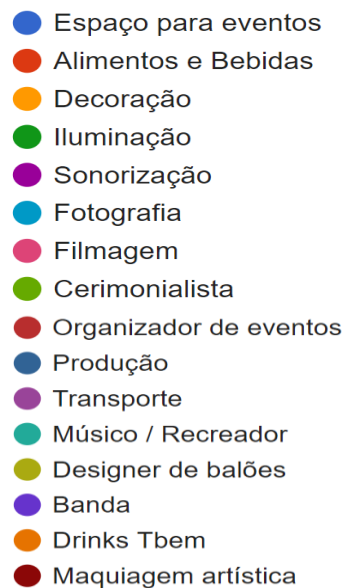 Espaço para eventos
Alimentos e Bebidas
Decoração
Iluminação
Sonorização
Fotografia
Filmagem
Cerimonialista
Organizador de eventos
Produção
Transporte
Músico / Recreador
Designer de balões
Banda
Drinks Tbem
Maquiagem artística